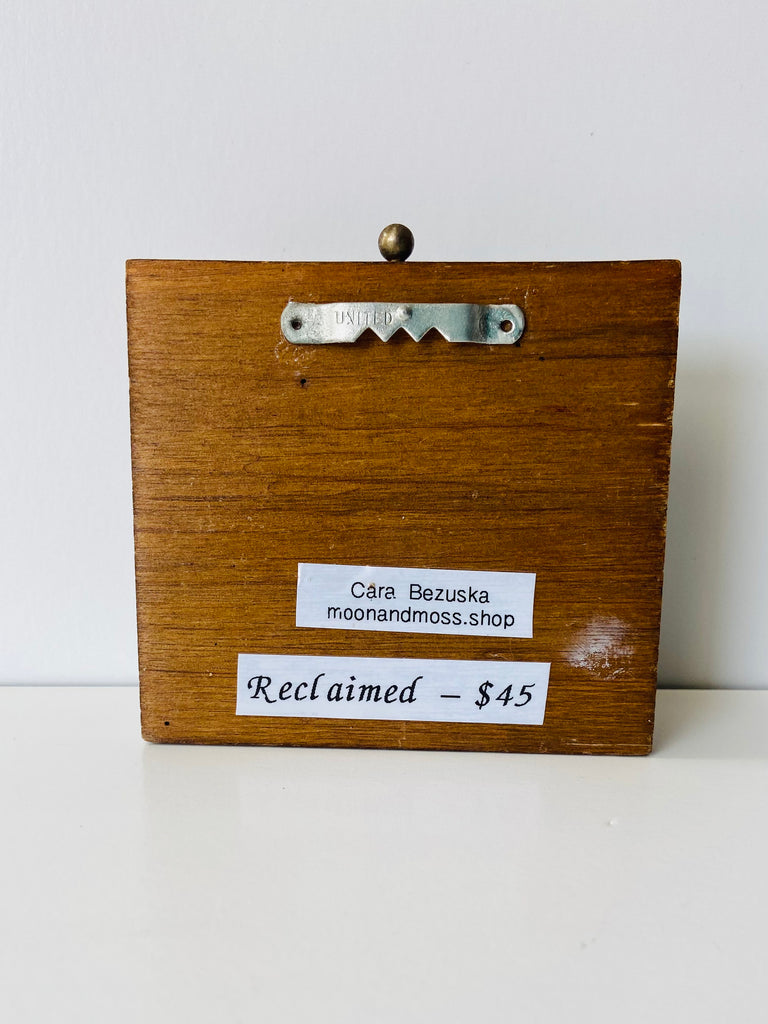 UNITED
Cara Bezuska
moonandmoss.shop
Reclaimed – $45